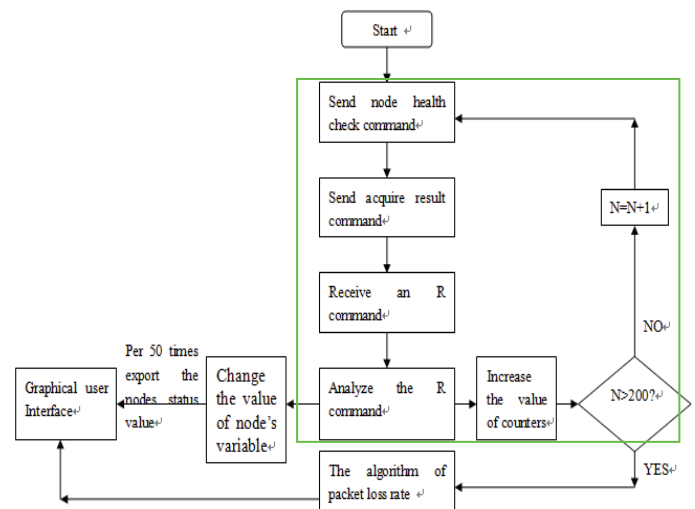 Start
Send node health
check command
Send acquire result
command
N=N+1
Receive an R
command
NO
Per 50 times
export the
nodes status
value
Graphical user
Interface
Change
the value
of node's
variable
Analyze the R
command
Increase
the value
of counters
N>200?
YES
The algorithm of
packet loss rate